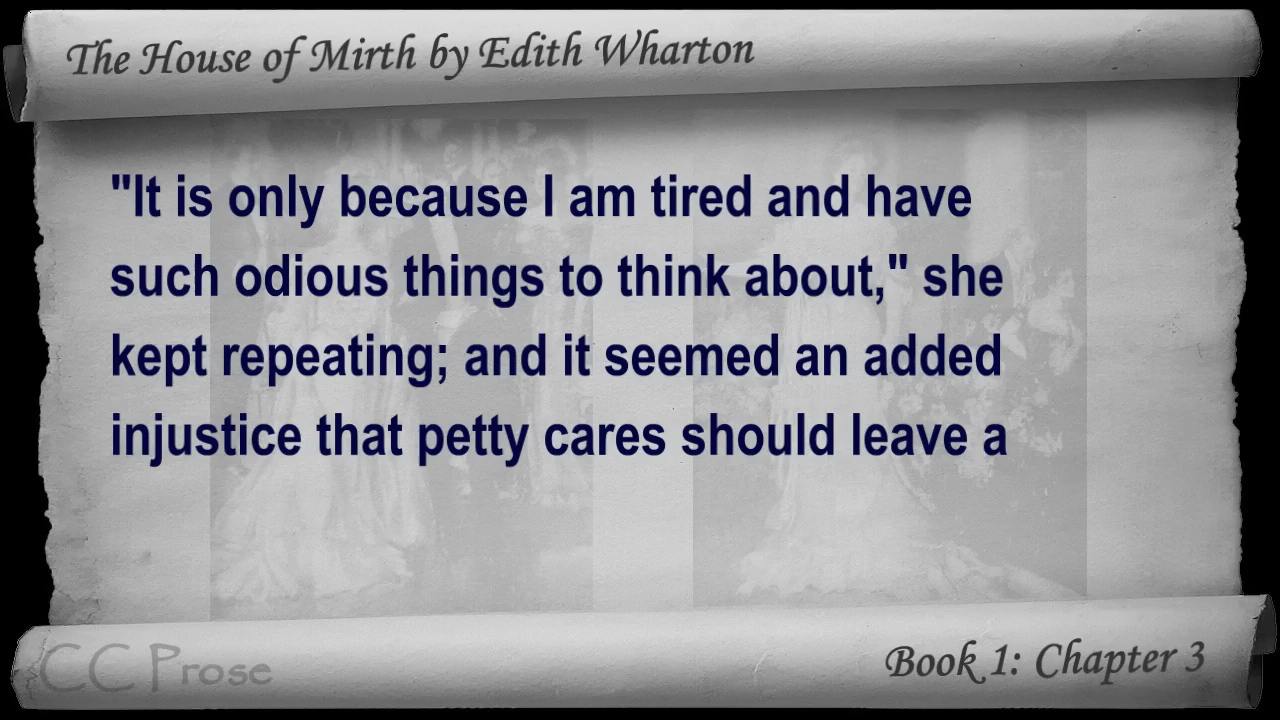 The House of Mirth by Edith Wharton
"It is only because I am tired and have
such odious things to think about," she
kept repeating; and it seemed an added
injustice that petty cares should leave a
CC Prose
Book 1: Chapter 3